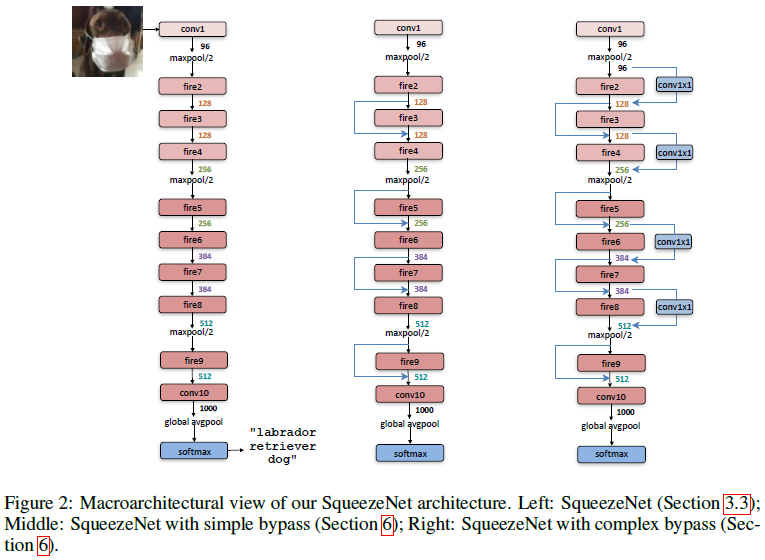 conv1
96
maxpool/2
fire2
128
fire3
128
fire4
256
maxpool/2
fire5
256
fire6
384
fire7
384
fire8
512
maxpool/2
fire9
512
conv10
1000
global avgpool
softmax
"labrador
retriever
dog"
conv1
96
maxpool/2
fire2
128
fire3
128
fire4
256
maxpool/2
fire5
256
fire6
384
fire7
384
fire8
512
maxpool/2
fire9
512
conv10
1000
global avgpool
softmax
conv1
96
maxpool/2
96
fire2
conv1x1
128
fire3
128
fire4
conv1x1
256
maxpool/2
fire5
256
fire6
conv1x1
384
fire7
384
fire8
conv1x1
512
maxpool/2
fire9
512
conv10
1000
global avgpool
softmax
Figure 2: Macroarchitectural view of our SqueezeNet architecture. Left: SqueezeNet (Section 3.3);
Middle: SqueezeNet with simple bypass (Section 6); Right: SqueezeNet with complex bypass (Sec-
tion 6).